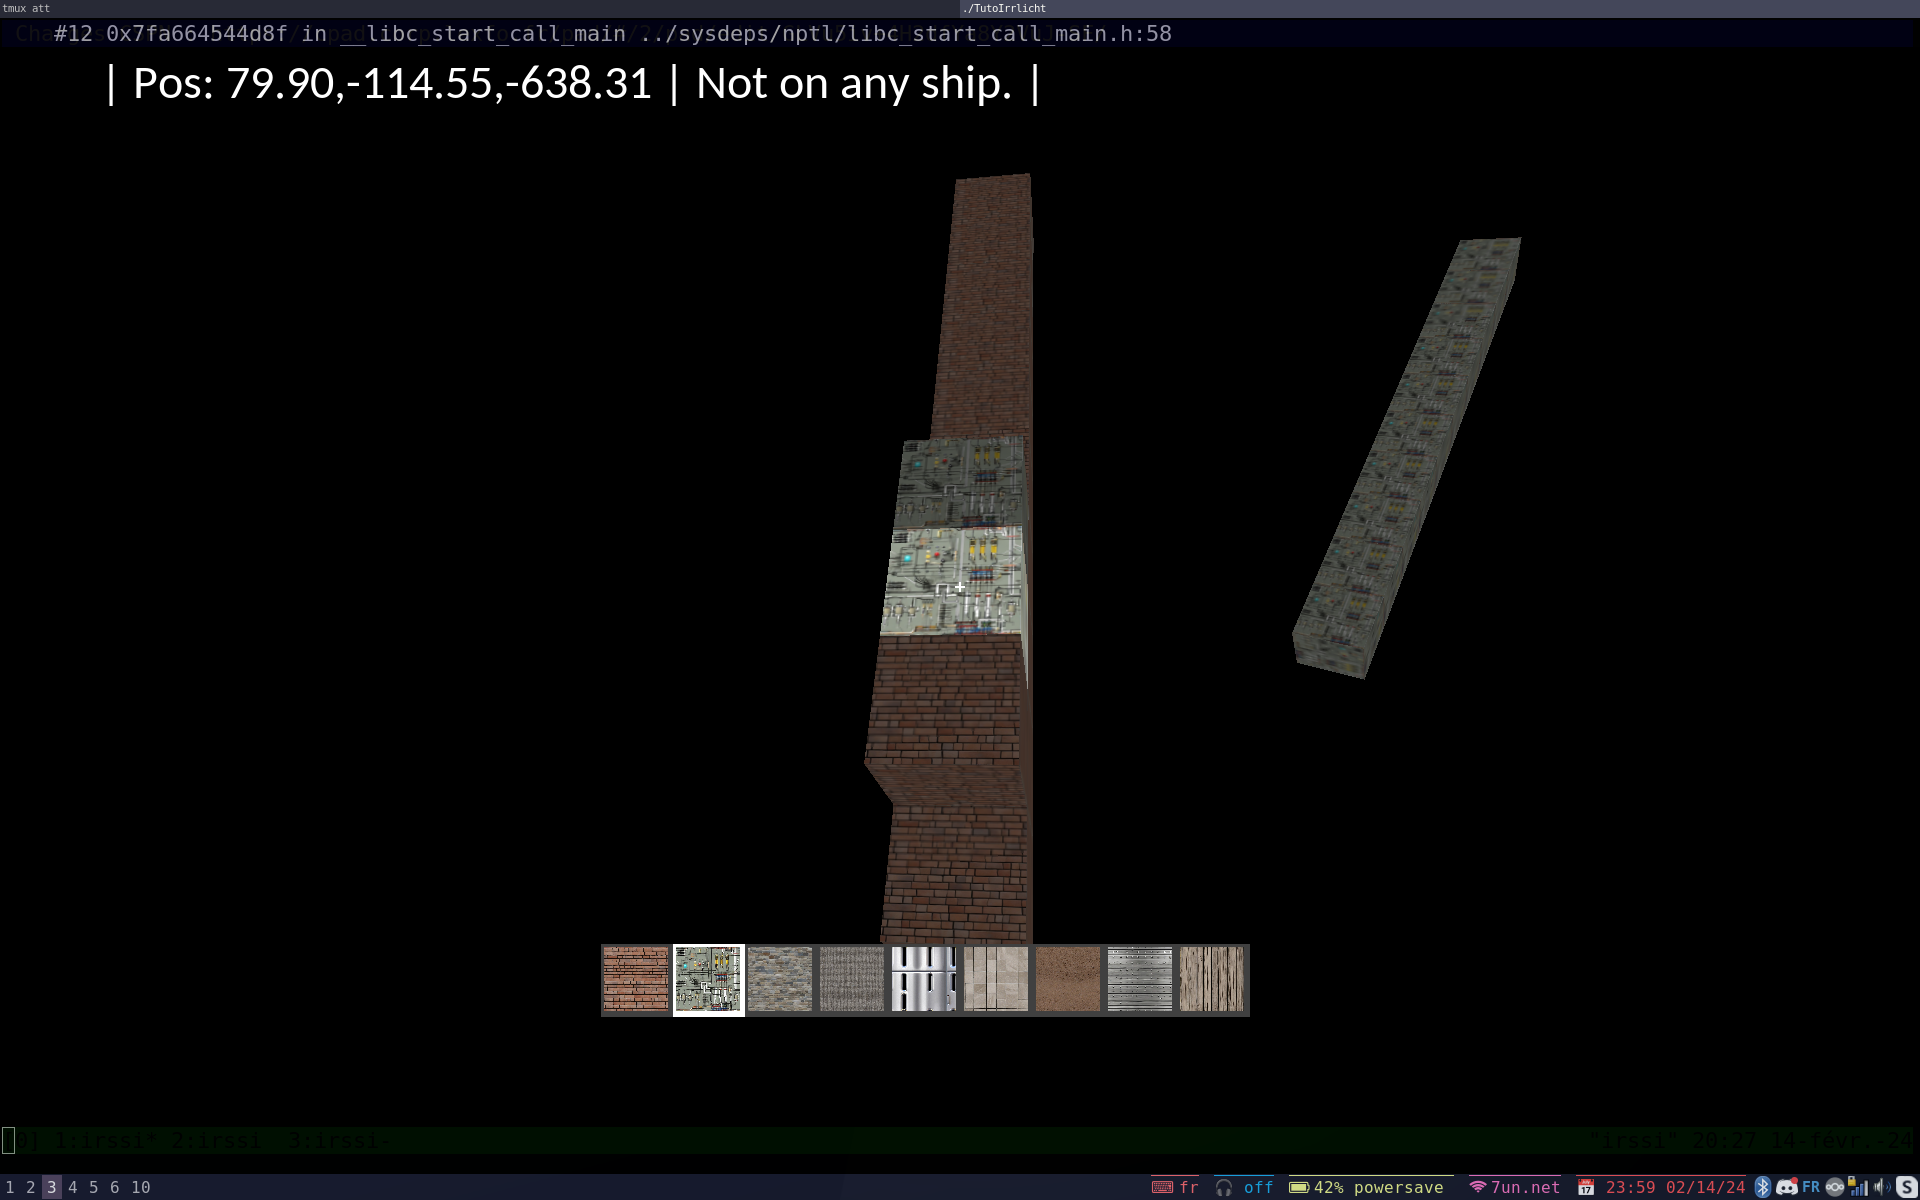 tmux att
./TutoIrrlicht
#12 0x7fa664544d8f in __libc_start_call_main ../sysdeps/nptl/libc_start_call_main.h:58
| Pos: 79.90,-114.55,-638.31 | Not on any ship. |
1:irssi* 2:irssi 3:irssi-
"irssi" 20:27 14-févr.-24
1 2 3 4 5 6 10
fr off 42% powersave 7un.net 23:59 02/14/24 FR